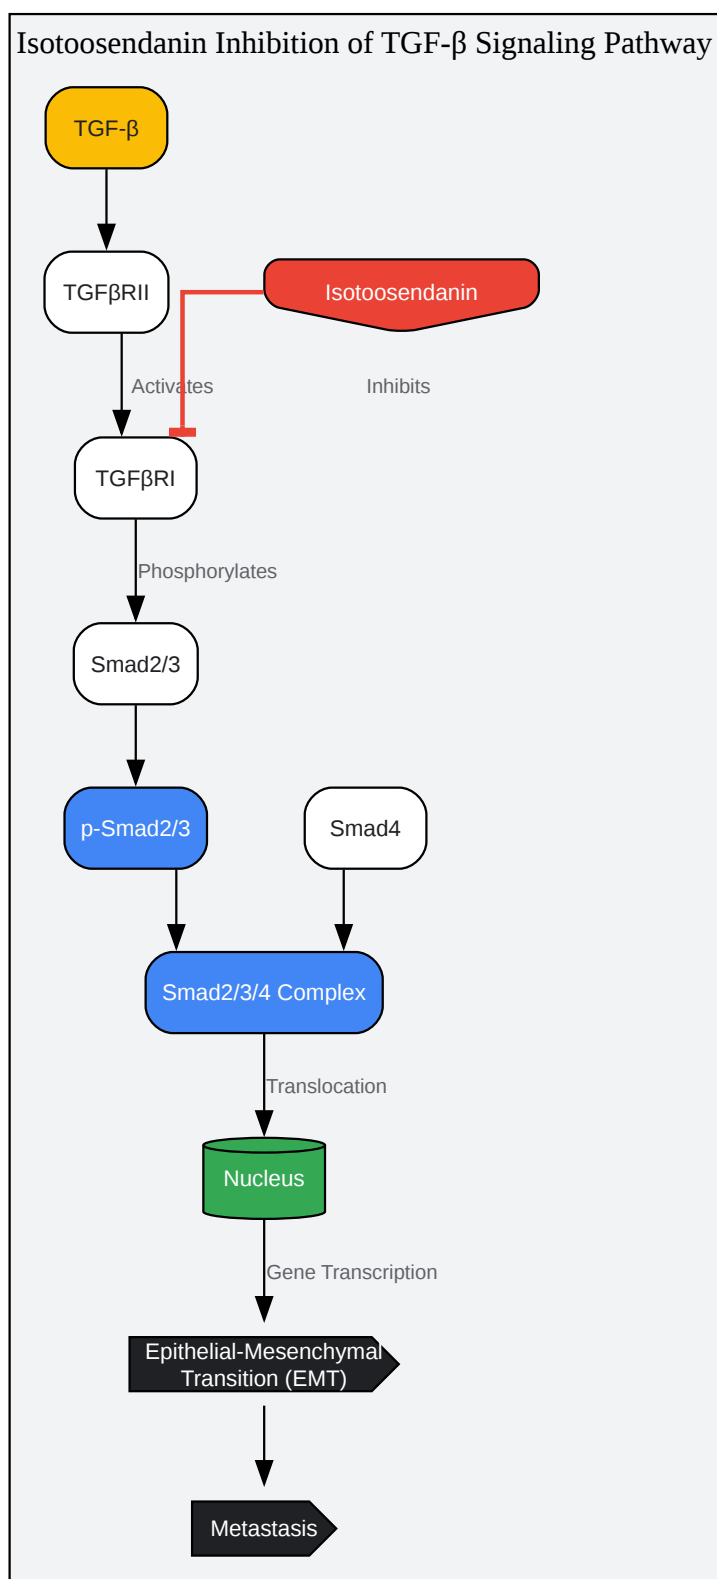 Isotoosendanin Inhibition of TGF-β Signaling Pathway
TGF-β
TGFβRII
Isotoosendanin
Activates
Inhibits
TGFβRI
Phosphorylates
Smad2/3
p-Smad2/3
Smad4
Smad2/3/4 Complex
Translocation
Nucleus
Gene Transcription
Epithelial-Mesenchymal
Transition (EMT)
Metastasis